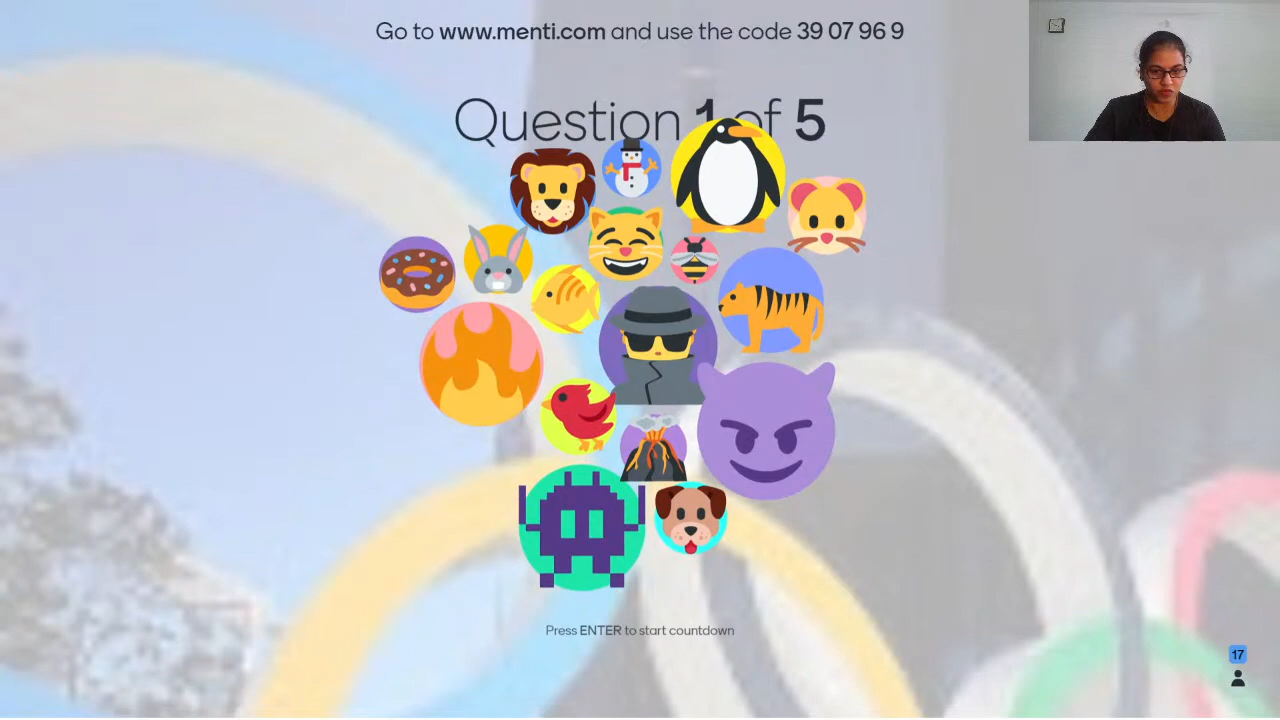 Go to www.menti.com and use the code 39 07 96 9
Question 1 of 5
Press ENTER to start countdown
17